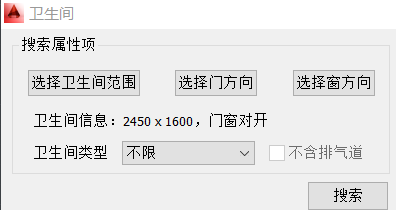 卫生间
搜索属性项
选择卫生间范围 选择门方向 选择窗方向
卫生间信息：2450 x 1600，门窗对开
卫生间类型 不限 不含排气道
搜索